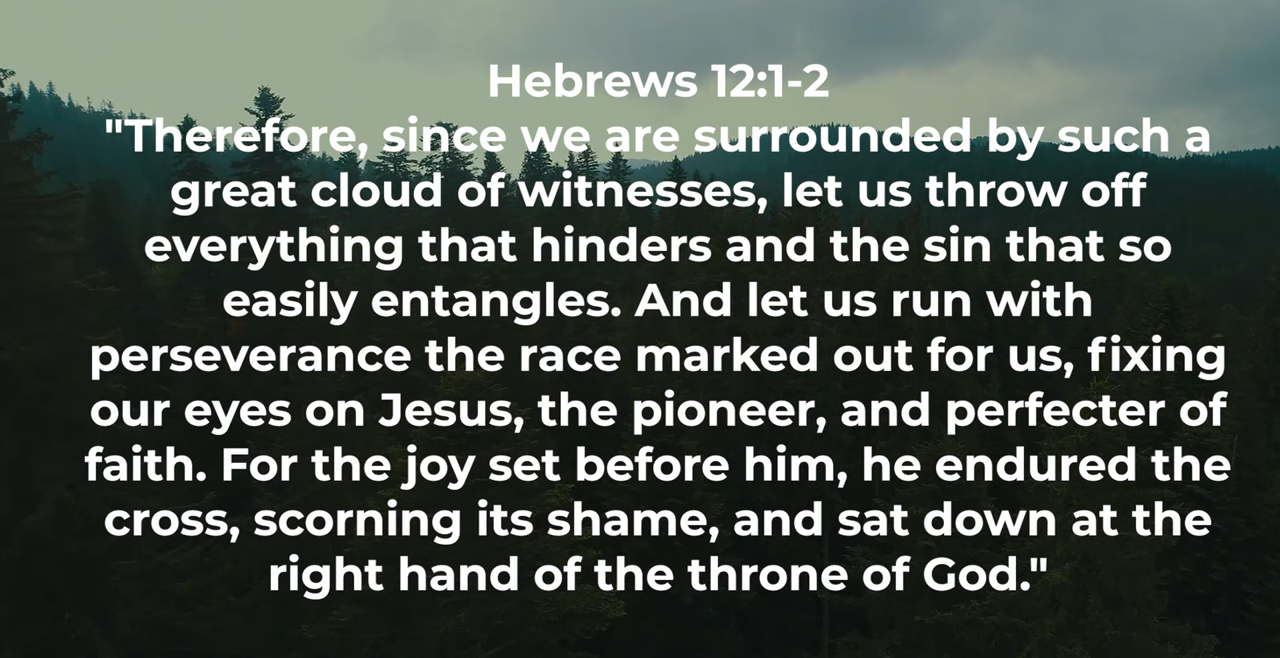 Hebrews 12:1-2
"Therefore, since we are surrounded by such a
great cloud of witnesses, let us throw off
everything that hinders and the sin that so
easily entangles. And let us run with
perseverance the race marked out for us, fixing
our eyes on Jesus, the pioneer, and perfecter of
faith. For the joy set before him, he endured the
cross, scorning its shame, and sat down at the
right hand of the throne of God."